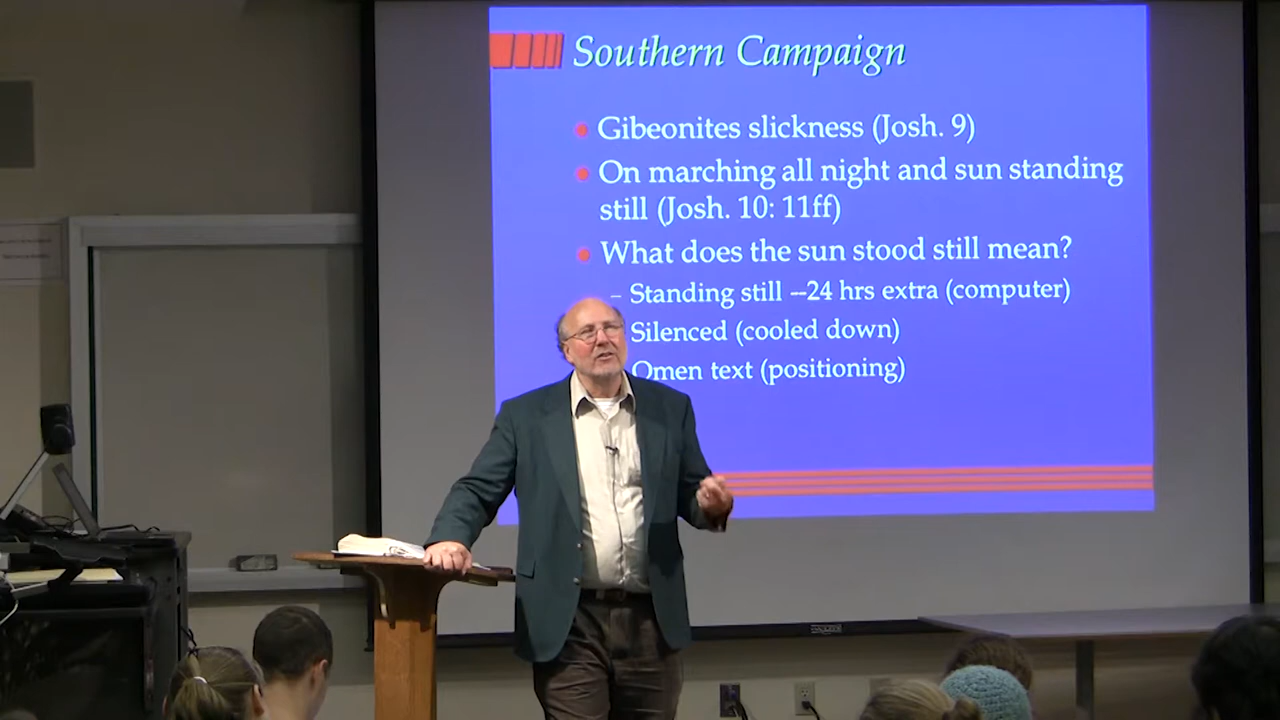 Southern Campaign
Gibeonites slickness (Josh. 9)
On marching all night and sun standing
still (Josh. 10: 11ff)
What does the sun stood still mean?
– Standing still --24 hrs extra (computer)
Silenced (cooled down)
Omen text (positioning)